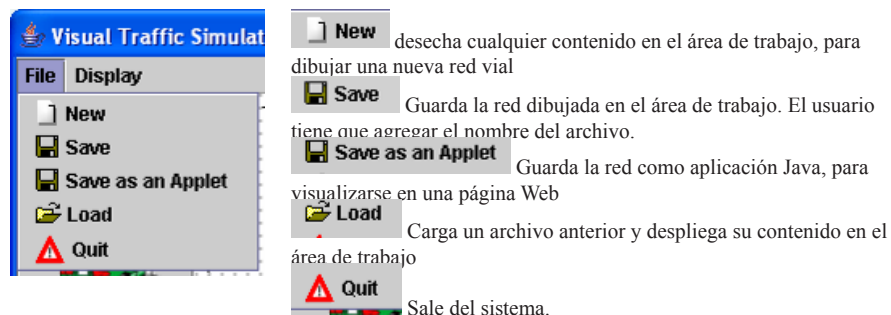 Visual Traffic Simulat
File Display
New
Save
Save as an Applet
Load
Quit
New desecha cualquier contenido en el área de trabajo, para
dibujar una nueva red vial
Save Guarda la red dibujada en el área de trabajo. El usuario
tiene que agregar el nombre del archivo.
Save as an Applet Guarda la red como aplicación Java, para
visualizarse en una página Web
Load Carga un archivo anterior y despliega su contenido en el
área de trabajo
Quit Sale del sistema.